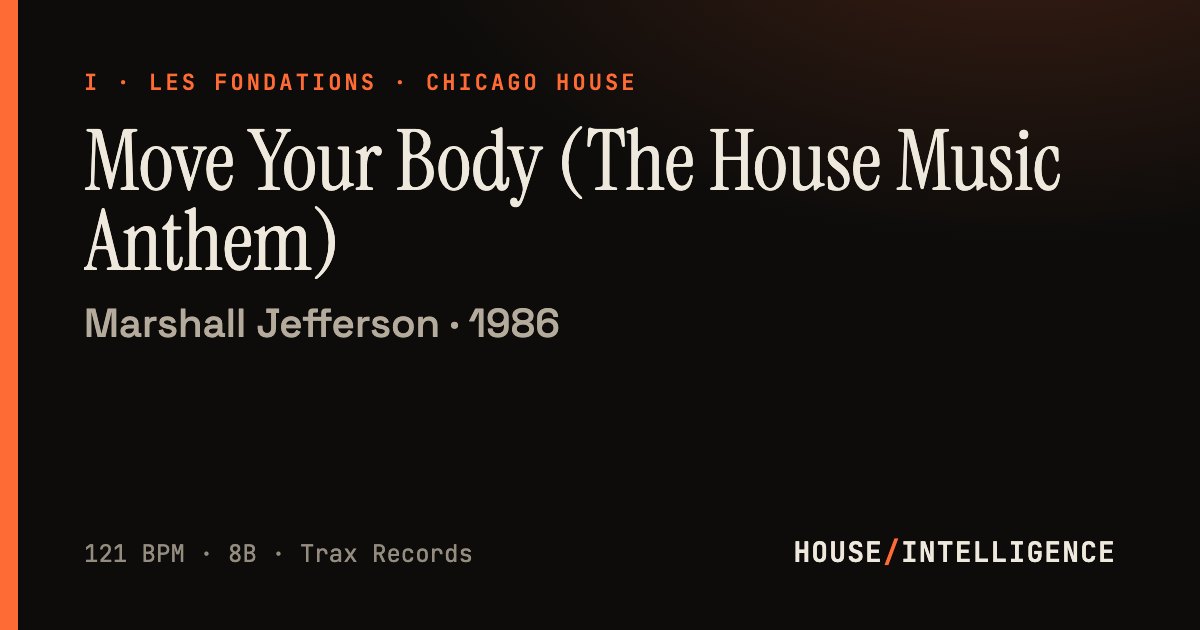 I · LES FONDATIONS · CHICAGO HOUSE
Move Your Body (The House Music
Anthem)
Marshall Jefferson · 1986
121 BPM · 8B · Trax Records
HOUSE/INTELLIGENCE